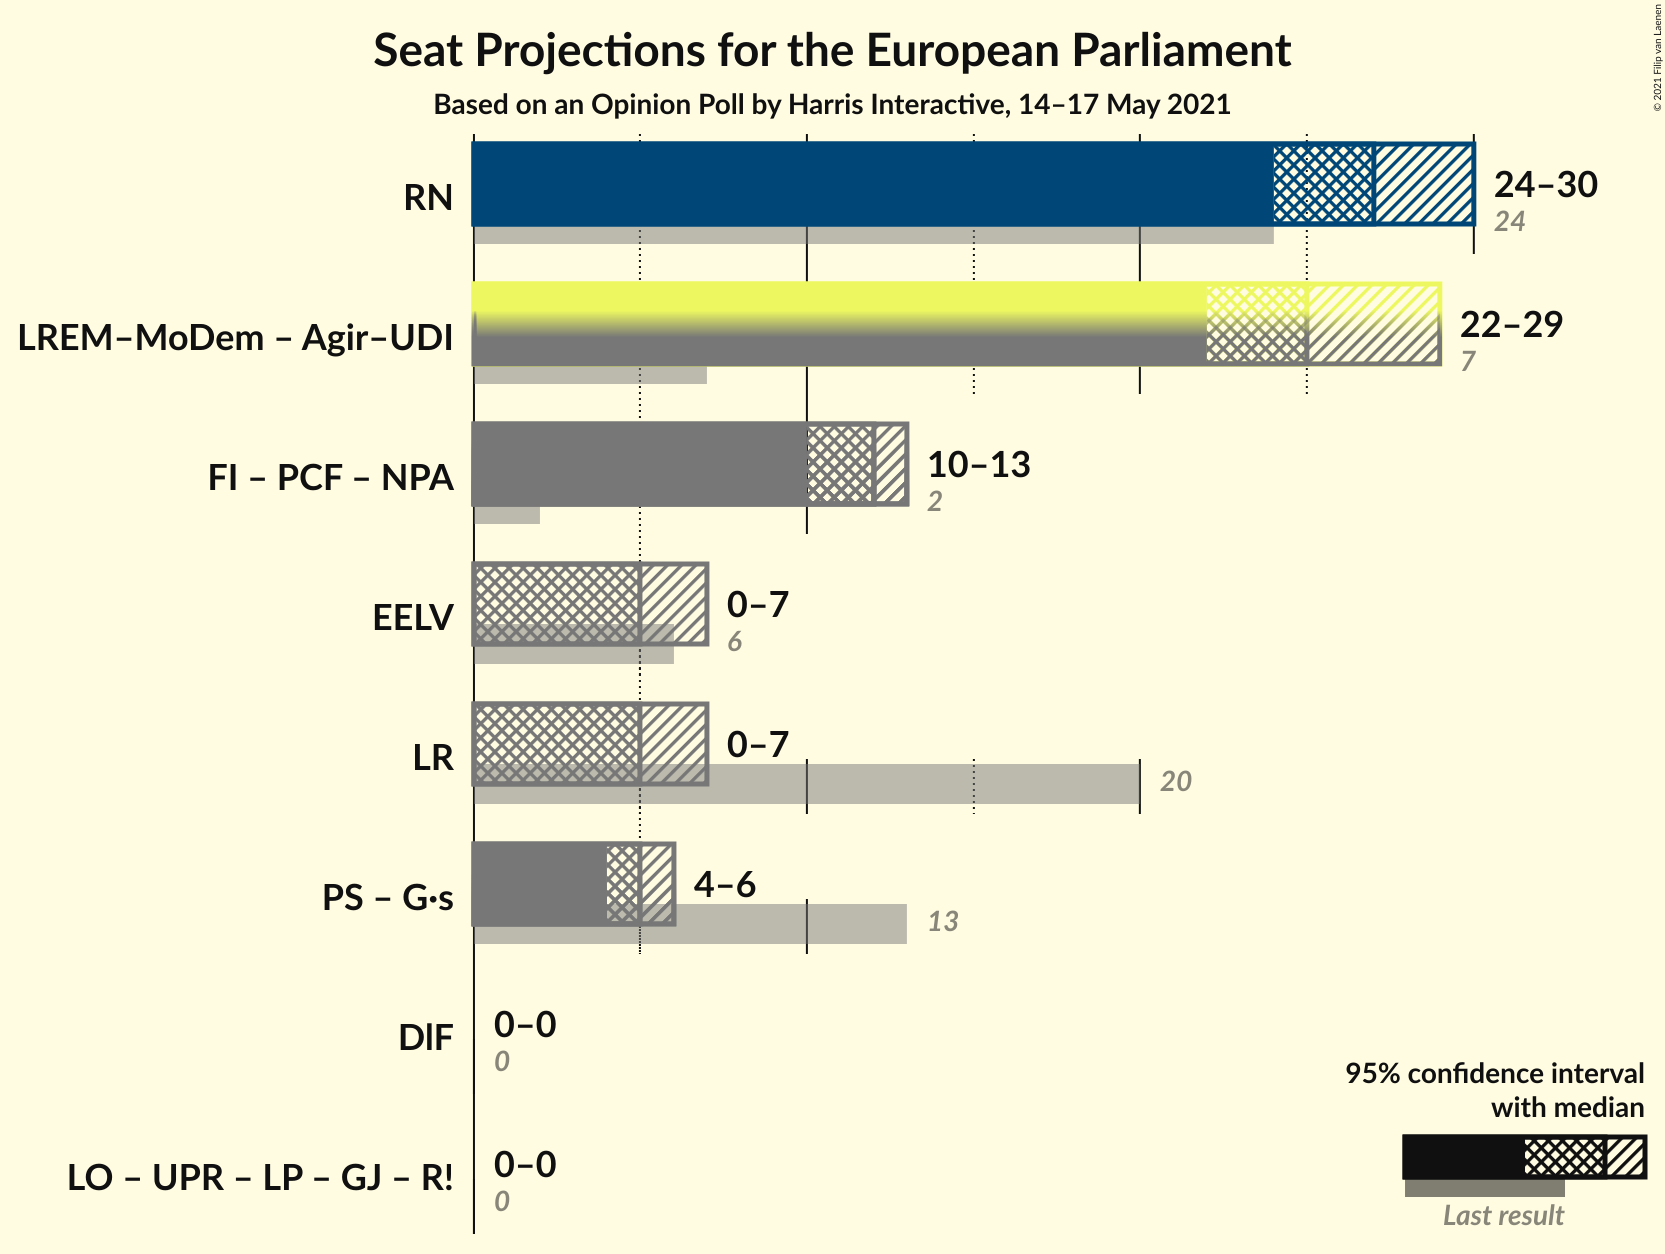 Seat Projections for the European Parliament
Based on an Opinion Poll by Harris Interactive, 14–17 May 2021
© 2021 Filip van Laenen
RN
24–30
24
LREM–MoDem – Agir–UDI
22–29
7
FI – PCF – NPA
10–13
2
EELV
0–7
6
LR
0–7
20
PS – G·s
4–6
13
DlF
0–0
0
LO – UPR – LP – GJ – R!
0–0
0
95% confidence interval
with median
Last result